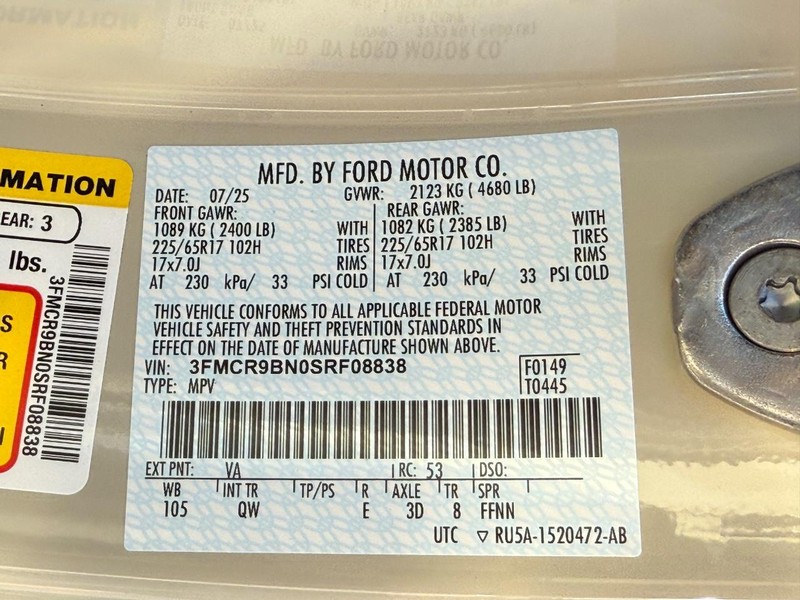 MFD. BY FORD MOTOR CO.
DATE: 07/25 GVWR: 2123 KG ( 4680 LB)
FRONT GAWR: REAR GAWR:
1089 KG ( 2400 LB) WITH 1082 KG ( 2385 LB) WITH
225/65R17 102H TIRES 225/65R17 102H TIRES
17x7.0J RIMS 17x7.0J RIMS
AT 230 kPa/ 33 PSI COLD AT 230 kPa/ 33 PSI COLD
THIS VEHICLE CONFORMS TO ALL APPLICABLE FEDERAL MOTOR
VEHICLE SAFETY AND THEFT PREVENTION STANDARDS IN
EFFECT ON THE DATE OF MANUFACTURE SHOWN ABOVE.
VIN: 3FMCR9BN0SRF08838 F0149
TYPE: MPV T0445
EXT PNT: VA RC: 53 DSO:
WB INT TR TP/PS R AXLE TR SPR
105 QW E 3D 8 FFNN
UTC ▽ RU5A-1520472-AB
MATION
EAR: 3
lbs.
3FMCR9BN0SRF08838
S
R
N